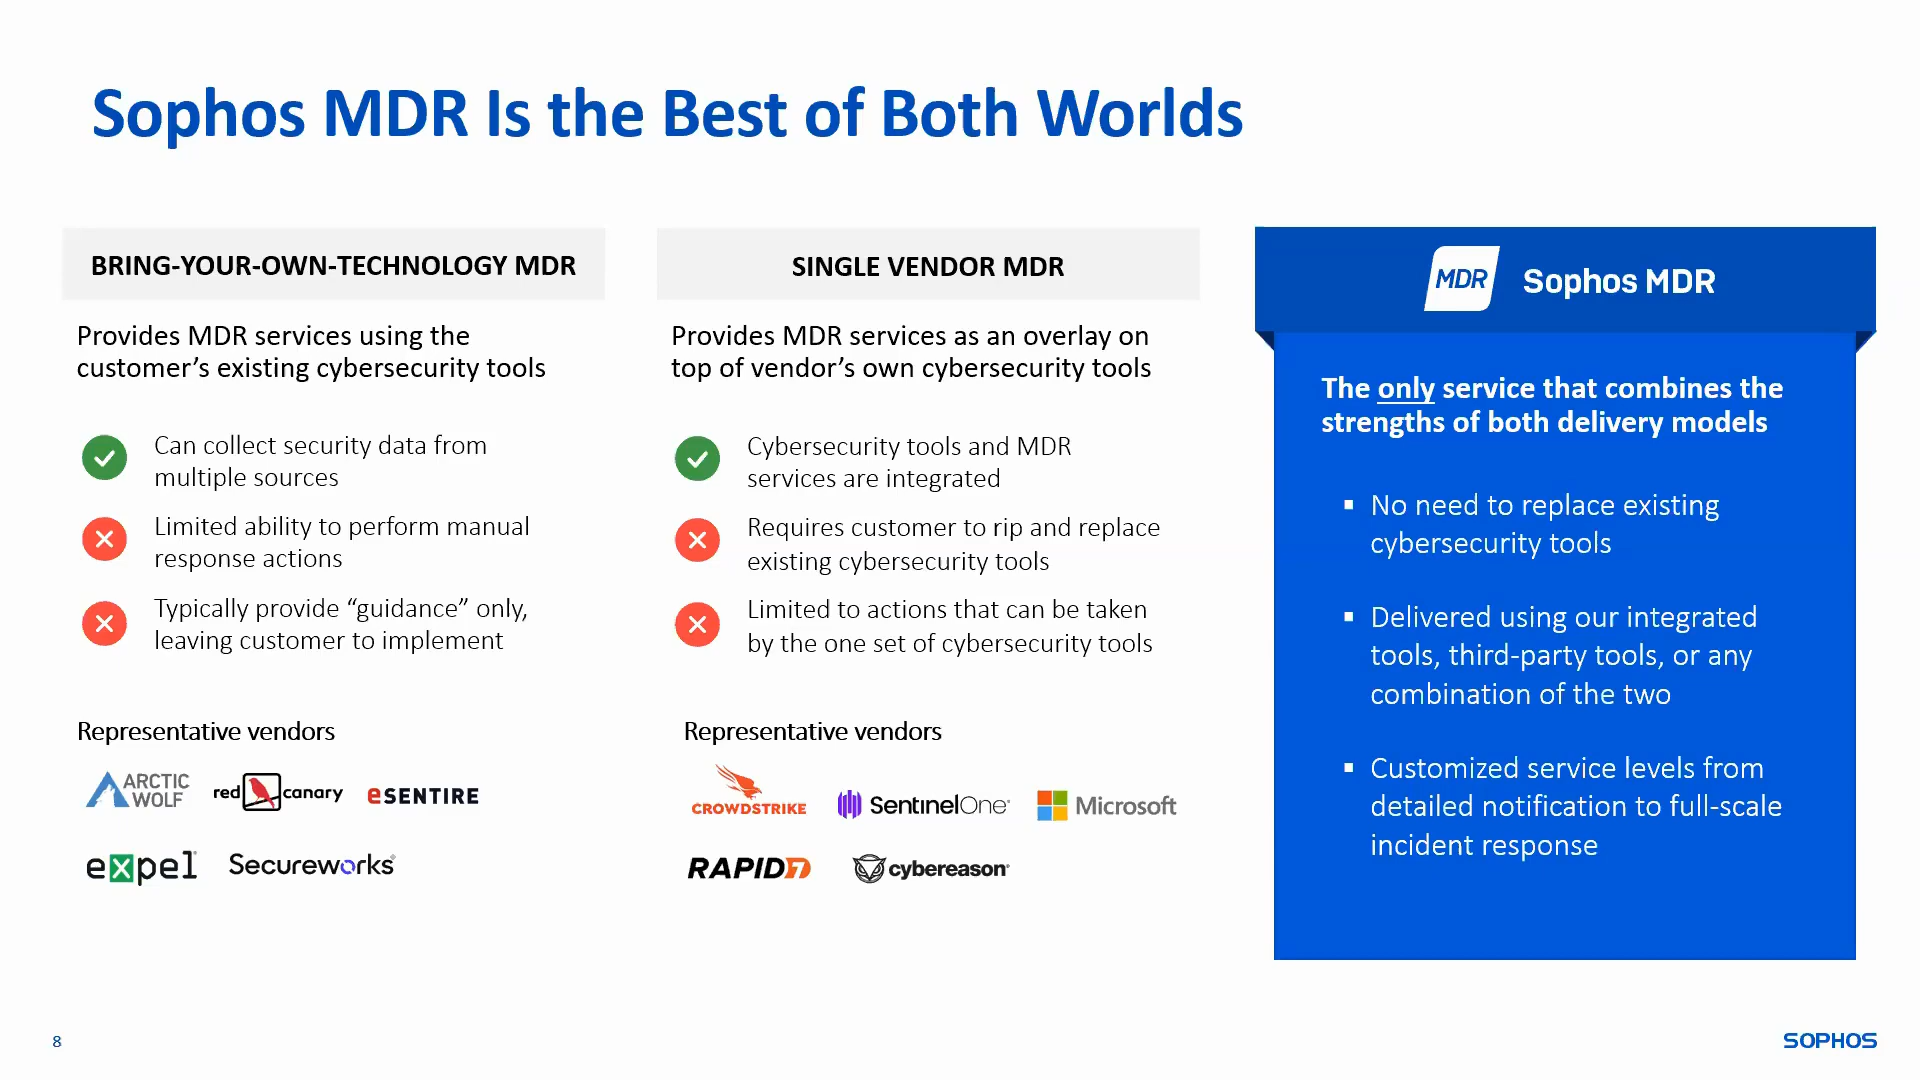 Sophos MDR Is the Best of Both Worlds
BRING-YOUR-OWN-TECHNOLOGY MDR
Provides MDR services using the
customer’s existing cybersecurity tools
Can collect security data from
multiple sources
Limited ability to perform manual
response actions
Typically provide “guidance” only,
leaving customer to implement
Representative vendors
ARCTIC
WOLF
red canary
eSENTIRE
expel
Secureworks
SINGLE VENDOR MDR
Provides MDR services as an overlay on
top of vendor’s own cybersecurity tools
Cybersecurity tools and MDR
services are integrated
Requires customer to rip and replace
existing cybersecurity tools
Limited to actions that can be taken
by the one set of cybersecurity tools
Representative vendors
CROWDSTRIKE
SentinelOne
Microsoft
RAPID7
cybereason
MDR Sophos MDR
The only service that combines the
strengths of both delivery models
▪ No need to replace existing
cybersecurity tools
▪ Delivered using our integrated
tools, third-party tools, or any
combination of the two
▪ Customized service levels from
detailed notification to full-scale
incident response
8
SOPHOS